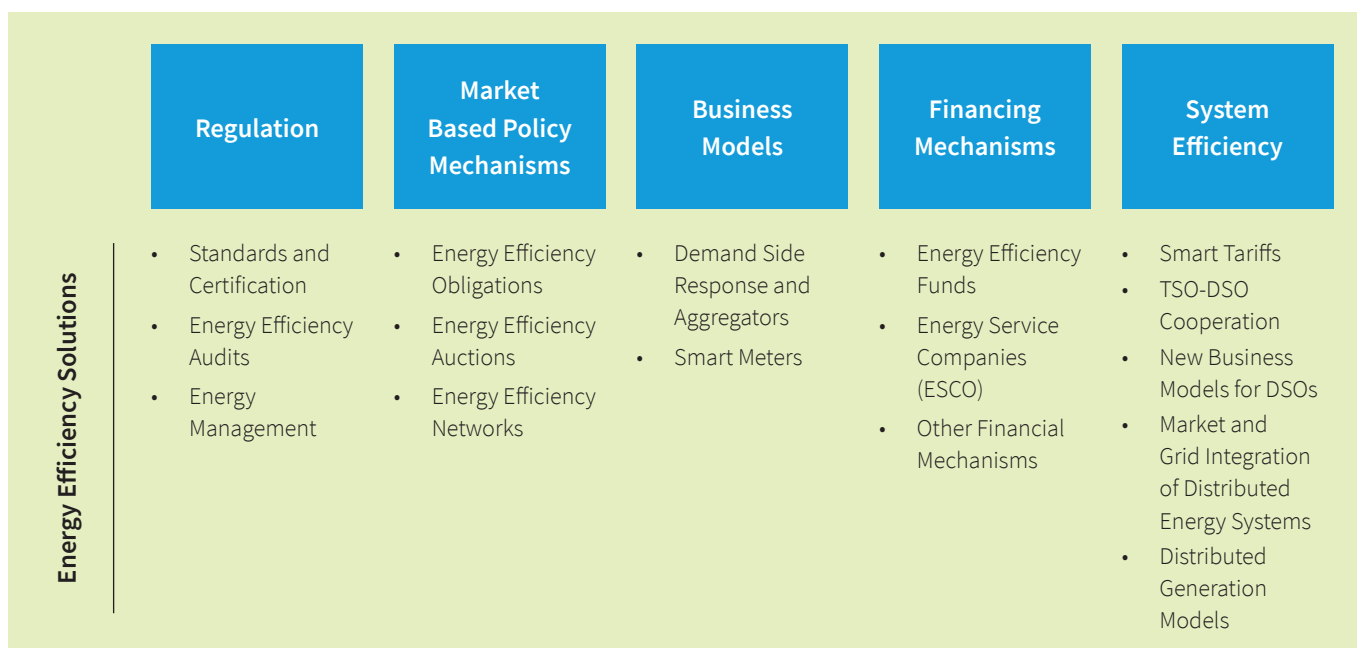 Regulation
Market
Based Policy
Mechanisms
Business
Models
Financing
Mechanisms
System
Efficiency
Energy Efficiency Solutions
• Standards and
Certification
• Energy Efficiency
Audits
• Energy
Management
• Energy Efficiency
Obligations
• Energy Efficiency
Auctions
• Energy Efficiency
Networks
• Demand Side
Response and
Aggregators
• Smart Meters
• Energy Efficiency
Funds
• Energy Service
Companies
(ESCO)
• Other Financial
Mechanisms
• Smart Tariffs
• TSO-DSO
Cooperation
• New Business
Models for DSOs
• Market and
Grid Integration
of Distributed
Energy Systems
• Distributed
Generation
Models